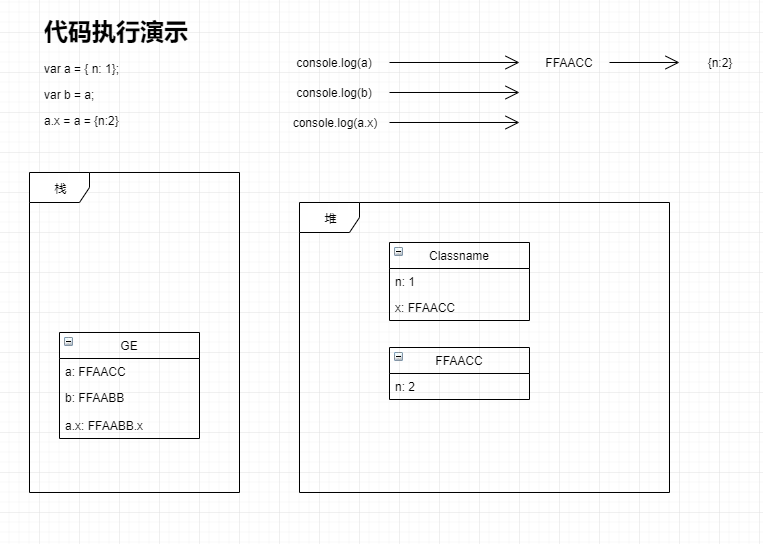 代码执行演示
var a = { n: 1};
var b = a;
a.x = a = {n:2}
console.log(a)
FFAACC
{n:2}
console.log(b)
console.log(a.x)
栈
GE
a: FFAACC
b: FFAABB
a.x: FFAABB.x
堆
Classname
n: 1
x: FFAACC
FFAACC
n: 2